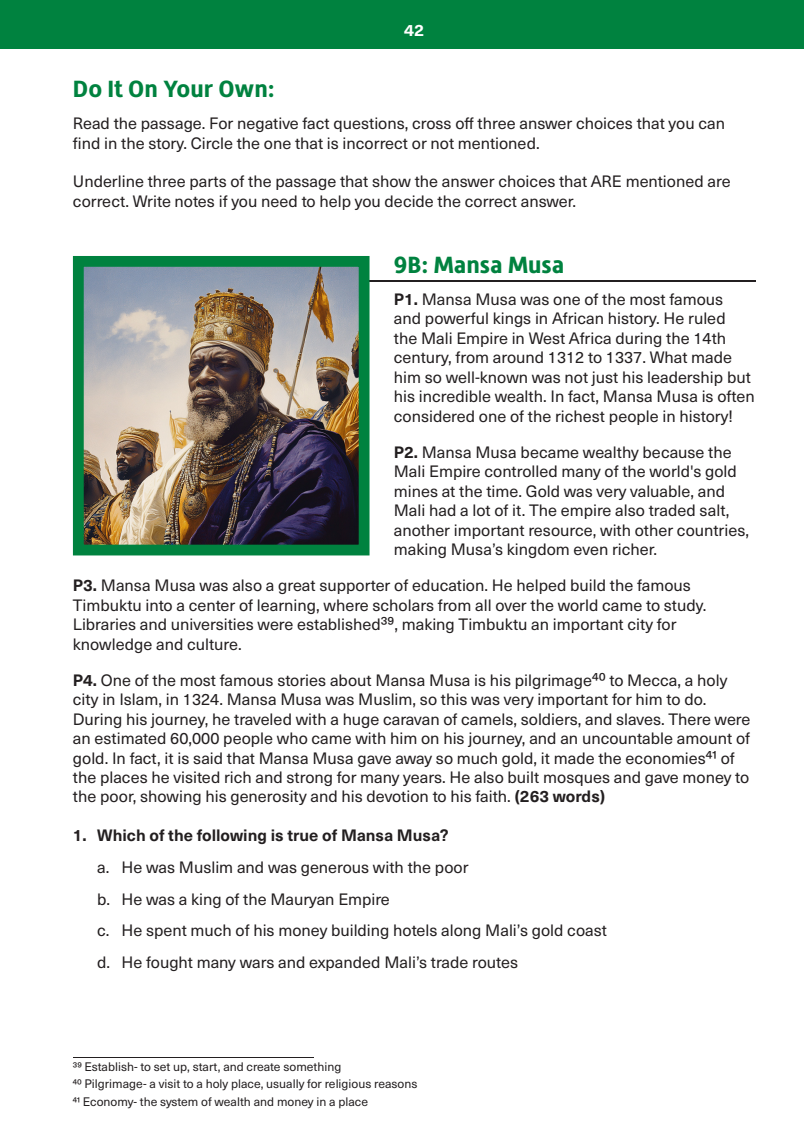 42
Do It On Your Own:
Read the passage. For negative fact questions, cross off three answer choices that you can
find in the story. Circle the one that is incorrect or not mentioned.
Underline three parts of the passage that show the answer choices that ARE mentioned are
correct. Write notes if you need to help you decide the correct answer.
9B: Mansa Musa
P1. Mansa Musa was one of the most famous
and powerful kings in African history. He ruled
the Mali Empire in West Africa during the 14th
century, from around 1312 to 1337. What made
him so well-known was not just his leadership but
his incredible wealth. In fact, Mansa Musa is often
considered one of the richest people in history!
P2. Mansa Musa became wealthy because the
Mali Empire controlled many of the world's gold
mines at the time. Gold was very valuable, and
Mali had a lot of it. The empire also traded salt,
another important resource, with other countries,
making Musa’s kingdom even richer.
P3. Mansa Musa was also a great supporter of education. He helped build the famous
Timbuktu into a center of learning, where scholars from all over the world came to study.
Libraries and universities were established³⁹, making Timbuktu an important city for
knowledge and culture.
P4. One of the most famous stories about Mansa Musa is his pilgrimage⁴⁰ to Mecca, a holy
city in Islam, in 1324. Mansa Musa was Muslim, so this was very important for him to do.
During his journey, he traveled with a huge caravan of camels, soldiers, and slaves. There were
an estimated 60,000 people who came with him on his journey, and an uncountable amount of
gold. In fact, it is said that Mansa Musa gave away so much gold, it made the economies⁴¹ of
the places he visited rich and strong for many years. He also built mosques and gave money to
the poor, showing his generosity and his devotion to his faith. (263 words)
1. Which of the following is true of Mansa Musa?
a. He was Muslim and was generous with the poor
b. He was a king of the Mauryan Empire
c. He spent much of his money building hotels along Mali’s gold coast
d. He fought many wars and expanded Mali’s trade routes
³⁹ Establish- to set up, start, and create something
⁴⁰ Pilgrimage- a visit to a holy place, usually for religious reasons
⁴¹ Economy- the system of wealth and money in a place